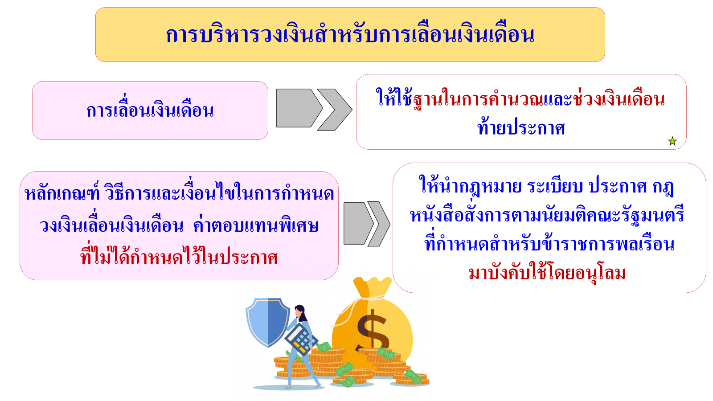 การบริหารวงเงินสำหรับการเลื่อนเงินเดือน
การเลื่อนเงินเดือน
ให้ใช้ฐานในการคำนวณและช่วงเงินเดือน
ท้ายประกาศ
หลักเกณฑ์ วิธีการและเงื่อนไขในการกำหนด
วงเงินเลื่อนเงินเดือน ค่าตอบแทนพิเศษ
ที่ไม่ได้กำหนดไว้ในประกาศ
ให้นำกฎหมาย ระเบียบ ประกาศ กฎ
หนังสือสั่งการตามนัยมติคณะรัฐมนตรี
ที่กำหนดสำหรับข้าราชการพลเรือน
มาบังคับใช้โดยอนุโลม
$